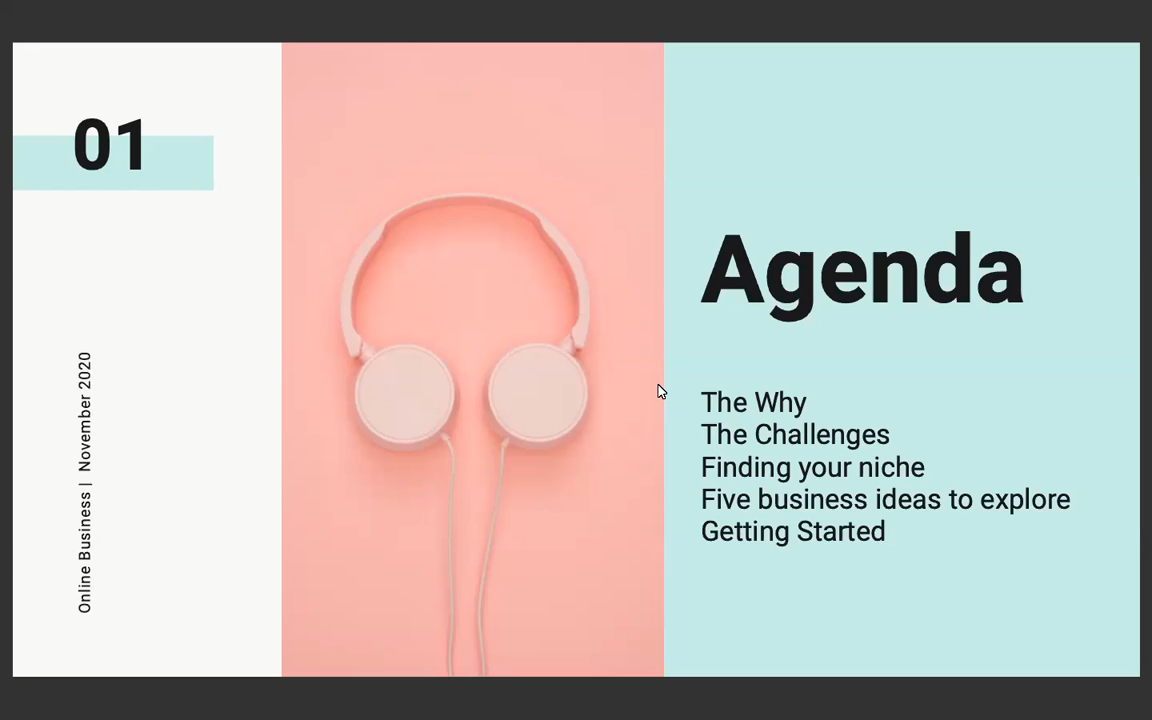 01
Online Business | November 2020
Agenda
The Why
The Challenges
Finding your niche
Five business ideas to explore
Getting Started